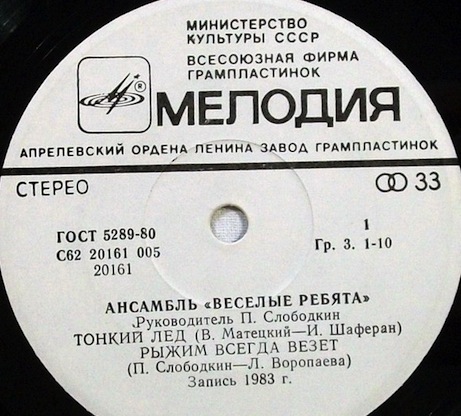 МИНИСТЕРСТВО
КУЛЬТУРЫ СССР
ВСЕСОЮЗНАЯ ФИРМА
ГРАМПЛАСТИНОК
®
МЕЛОДИЯ
АПРЕЛЕВСКИЙ ОРДЕНА ЛЕНИНА ЗАВОД ГРАМПЛАСТИНОК
СТЕРЕО
33
ГОСТ 5289-80
С62 20161 005
20161
1
Гр. 3. 1-10
АНСАМБЛЬ «ВЕСЕЛЫЕ РЕБЯТА»
Руководитель П. Слободкин
ТОНКИЙ ЛЕД (В. Матецкий—И. Шаферан)
РЫЖИМ ВСЕГДА ВЕЗЕТ
(П. Слободкин—Л. Воропаева)
Запись 1983 г.